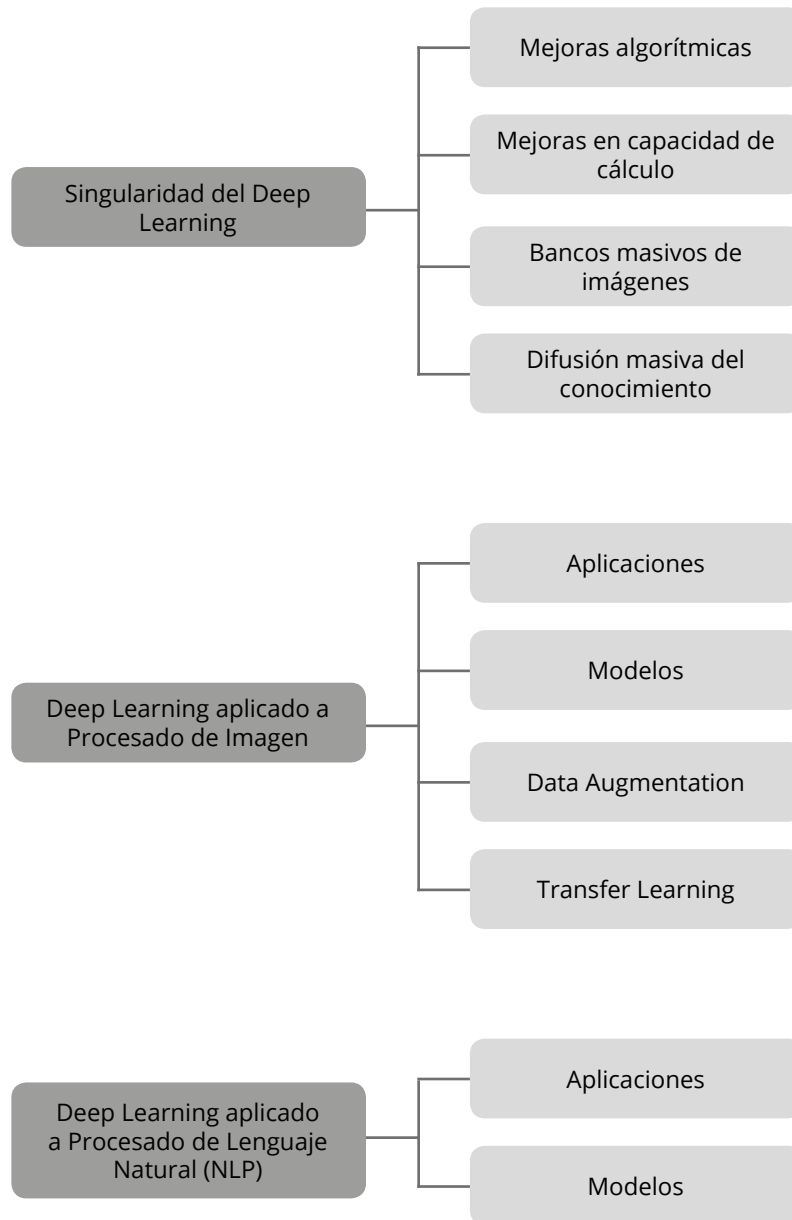 Singularidad del Deep
Learning
Mejoras algorítmicas
Mejoras en capacidad de
cálculo
Bancos masivos de
imágenes
Difusión masiva del
conocimiento
Deep Learning aplicado a
Procesado de Imagen
Aplicaciones
Modelos
Data Augmentation
Transfer Learning
Deep Learning aplicado
a Procesado de Lenguaje
Natural (NLP)
Aplicaciones
Modelos